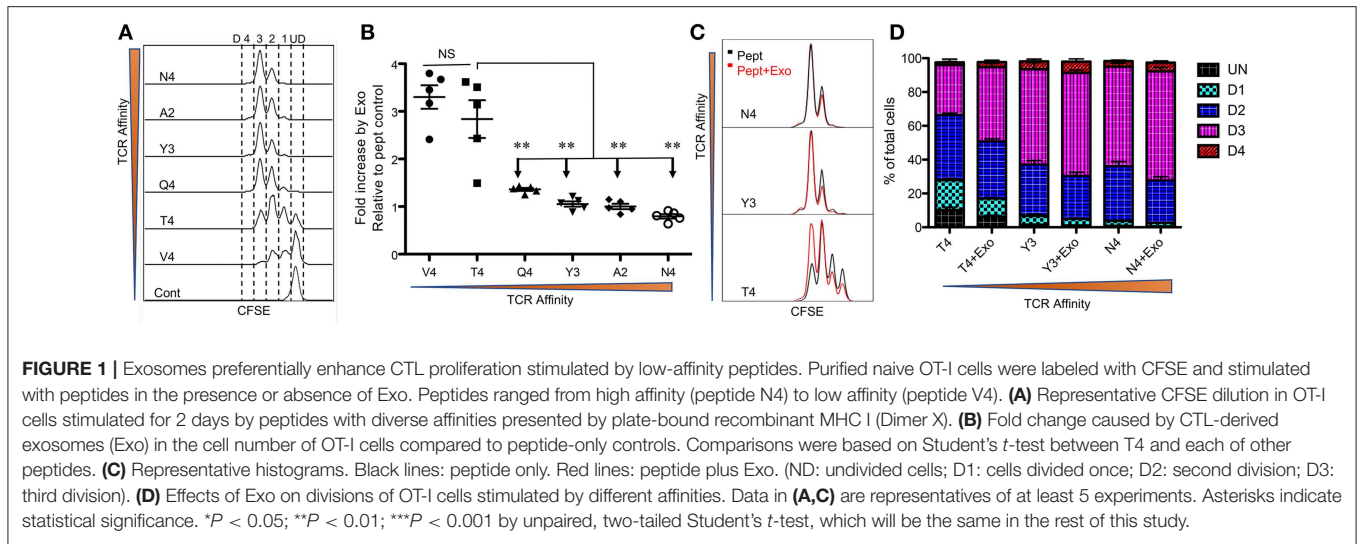 A
D 4 3 2 1 UD
TCR Affinity
N4
A2
Y3
Q4
T4
V4
Cont
CFSE
B
Fold increase by Exo
Relative to pept control
4
3
2
1
0
NS
** ** ** **
V4 T4 Q4 Y3 A2 N4
TCR Affinity
C
TCR Affinity
Pept
Pept+Exo
N4
Y3
T4
CFSE
D
% of total cells
100
80
60
40
20
0
T4 T4+Exo Y3 Y3+Exo N4 N4+Exo
TCR Affinity
UN
D1
D2
D3
D4
FIGURE 1 | Exosomes preferentially enhance CTL proliferation stimulated by low-affinity peptides. Purified naive OT-I cells were labeled with CFSE and stimulated
with peptides in the presence or absence of Exo. Peptides ranged from high affinity (peptide N4) to low affinity (peptide V4). (A) Representative CFSE dilution in OT-I
cells stimulated for 2 days by peptides with diverse affinities presented by plate-bound recombinant MHC I (Dimer X). (B) Fold change caused by CTL-derived
exosomes (Exo) in the cell number of OT-I cells compared to peptide-only controls. Comparisons were based on Student's t-test between T4 and each of other
peptides. (C) Representative histograms. Black lines: peptide only. Red lines: peptide plus Exo. (ND: undivided cells; D1: cells divided once; D2: second division; D3:
third division). (D) Effects of Exo on divisions of OT-I cells stimulated by different affinities. Data in (A,C) are representatives of at least 5 experiments. Asterisks indicate
statistical significance. *P < 0.05; **P < 0.01; ***P < 0.001 by unpaired, two-tailed Student's t-test, which will be the same in the rest of this study.